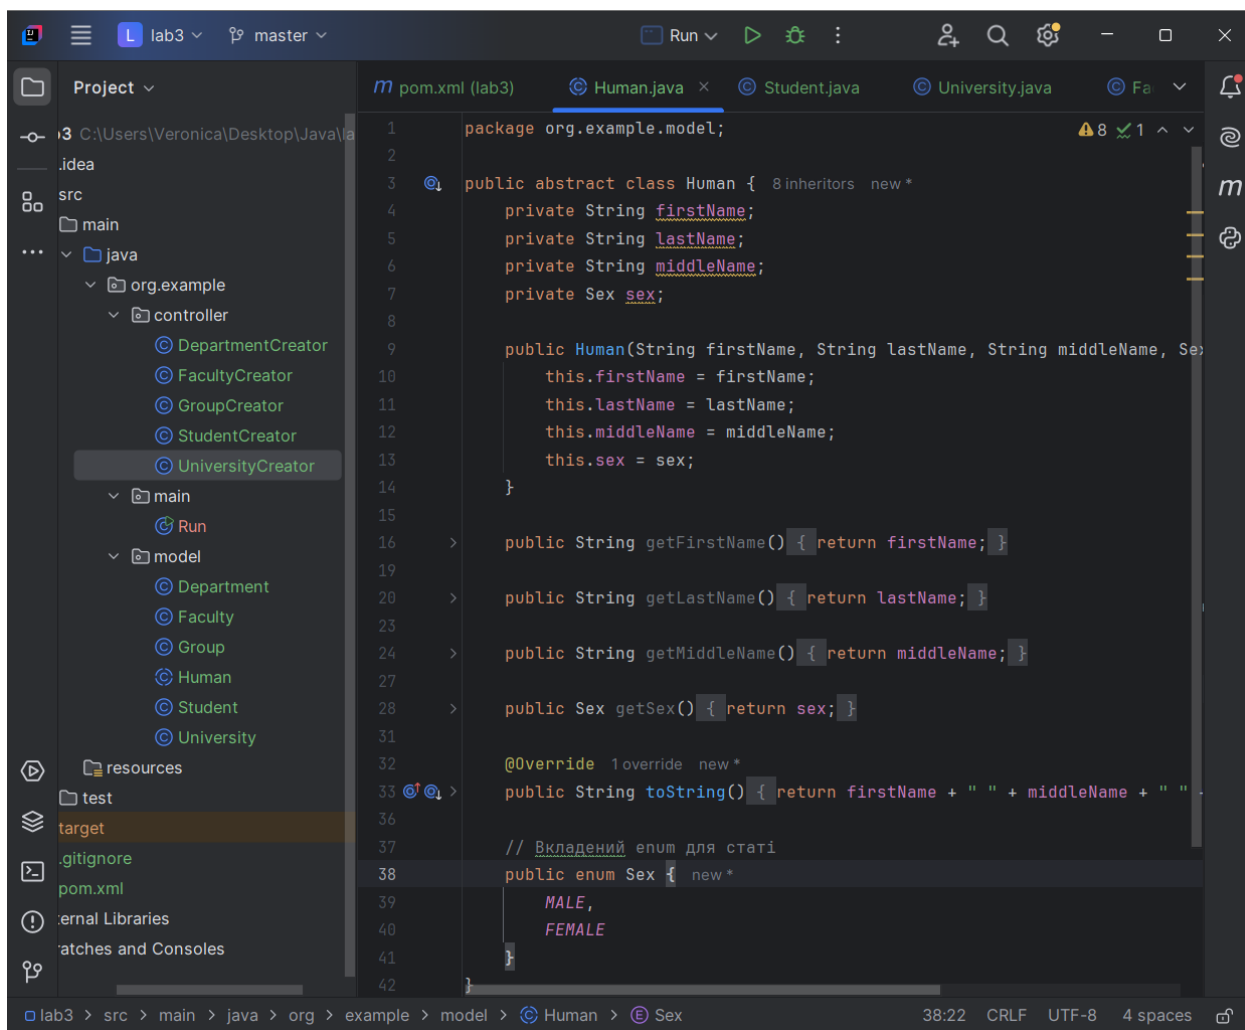 L lab3 master Run
Project
pom.xml (lab3) Human.java Student.java University.java Fa
3 C:\Users\Veronica\Desktop\Java\la
.idea
src
main
java
org.example
controller
DepartmentCreator
FacultyCreator
GroupCreator
StudentCreator
UniversityCreator
main
Run
model
Department
Faculty
Group
Human
Student
University
resources
test
target
.gitignore
pom.xml
ernal Libraries
ratches and Consoles
8 1
1 package org.example.model;
2
3 public abstract class Human { 8 inheritors new *
4 private String firstName;
5 private String lastName;
6 private String middleName;
7 private Sex sex;
8
9 public Human(String firstName, String lastName, String middleName, Sex
10 this.firstName = firstName;
11 this.lastName = lastName;
12 this.middleName = middleName;
13 this.sex = sex;
14 }
15
16 public String getFirstName() { return firstName; }
19
20 public String getLastName() { return lastName; }
23
24 public String getMiddleName() { return middleName; }
27
28 public Sex getSex() { return sex; }
31
32 @Override 1 override new *
33 public String toString() { return firstName + " " + middleName + " " +
36
37 // Вкладений enum для статі
38 public enum Sex { new *
39 MALE,
40 FEMALE
41 }
42 }
lab3 > src > main > java > org > example > model > Human > Sex 38:22 CRLF UTF-8 4 spaces